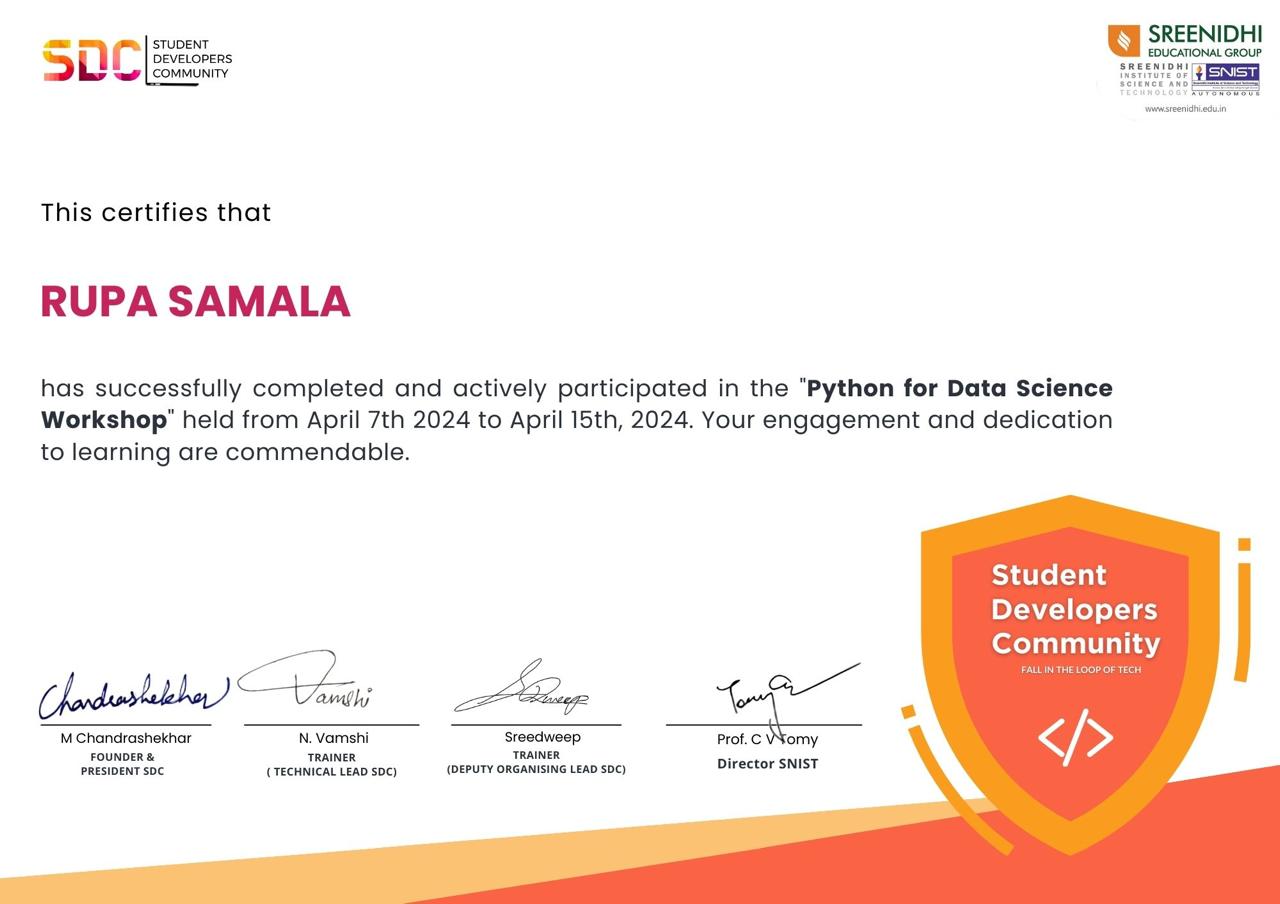 SDC
STUDENT
DEVELOPERS
COMMUNITY
SREENIDHI
EDUCATIONAL GROUP
SREENIDHI
INSTITUTE OF
SCIENCE AND
TECHNOLOGY
SNIST
AUTONOMOUS
www.sreenidhi.edu.in
This certifies that
RUPA SAMALA
has successfully completed and actively participated in the "Python for Data Science
Workshop" held from April 7th 2024 to April 15th, 2024. Your engagement and dedication
to learning are commendable.
Student
Developers
Community
FALL IN THE LOOP OF TECH
</>
Chandrashekhar
Vamshi
Sreedweep
Tomy
M Chandrashekhar
FOUNDER &
PRESIDENT SDC
N. Vamshi
TRAINER
( TECHNICAL LEAD SDC)
Sreedweep
TRAINER
(DEPUTY ORGANISING LEAD SDC)
Prof. C V Tomy
Director SNIST